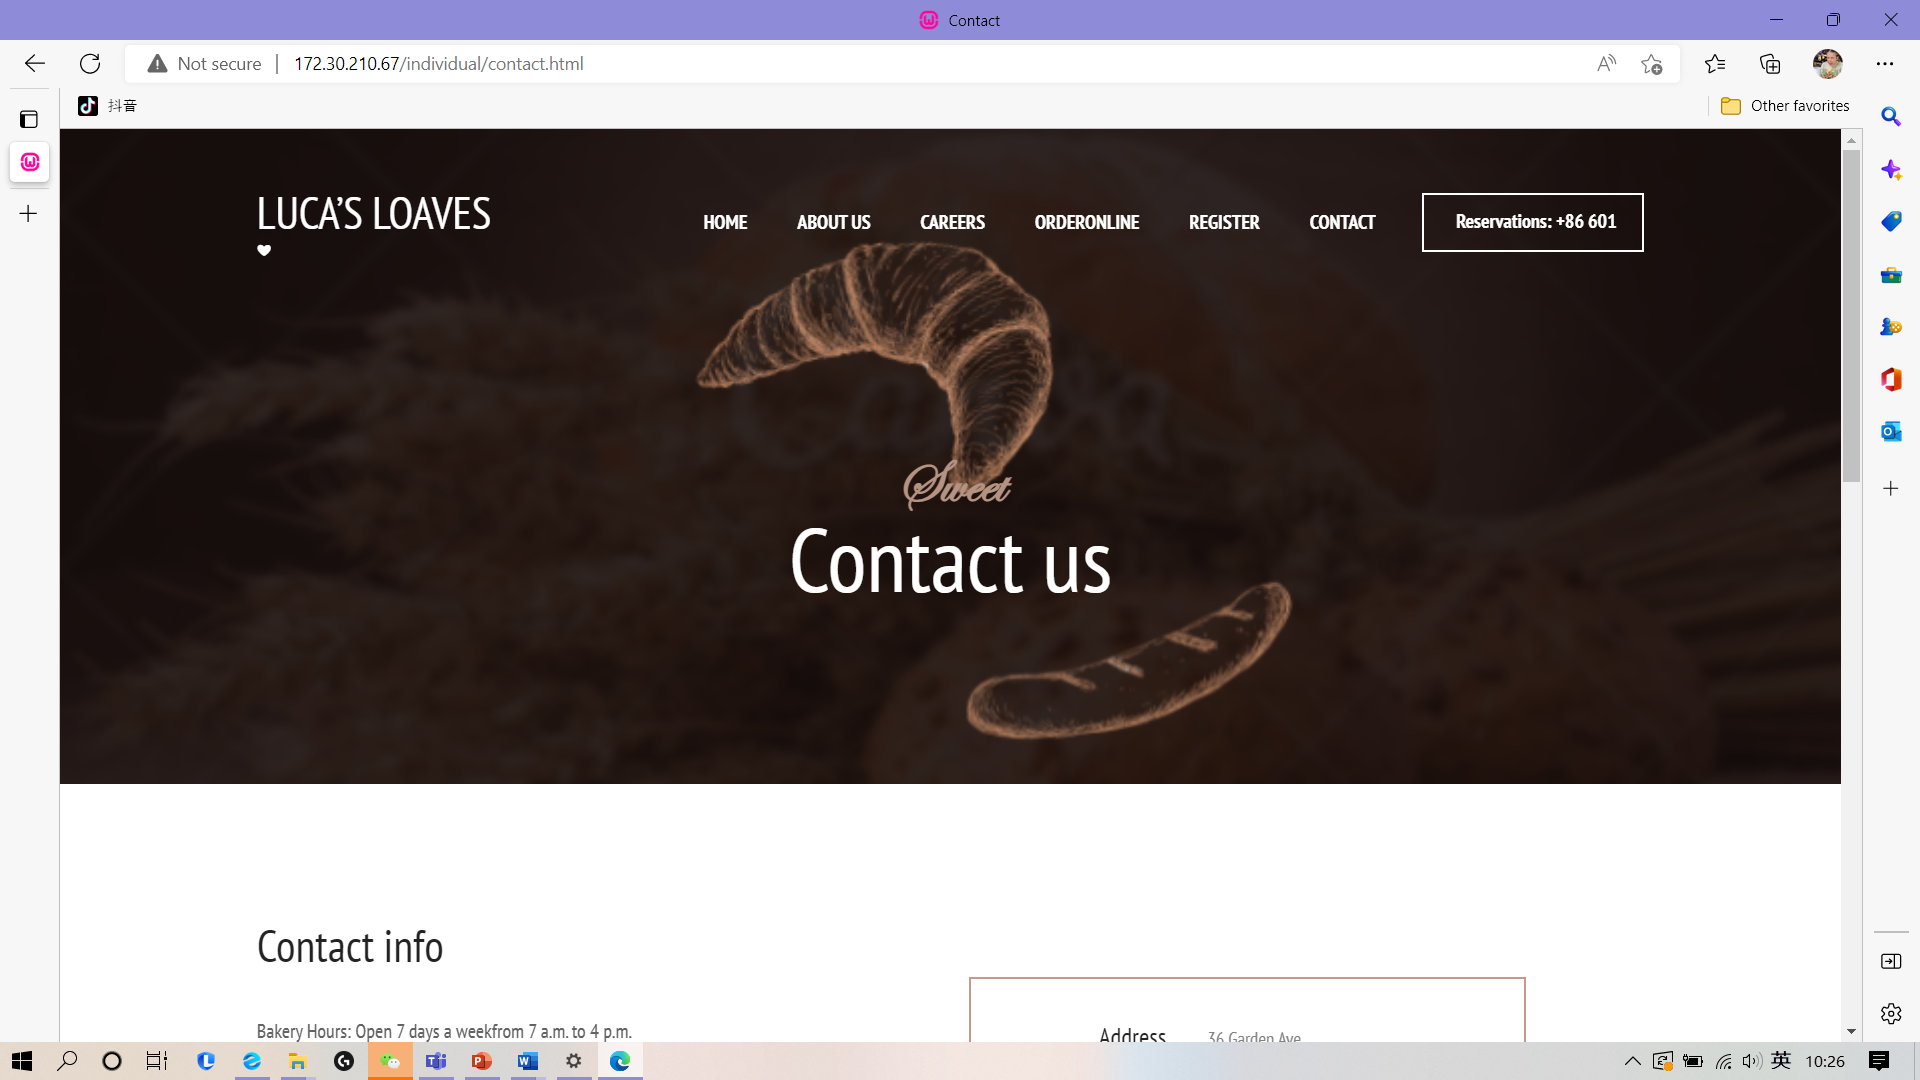 Contact
Not secure
172.30.210.67/individual/contact.html
抖音
Other favorites
LUCA’S LOAVES
HOME
ABOUT US
CAREERS
ORDERONLINE
REGISTER
CONTACT
Reservations: +86 601
Canva
Sweet
Contact us
Contact info
Bakery Hours: Open 7 days a weekfrom 7 a.m. to 4 p.m.
Address
36 Garden Ave
英
10:26